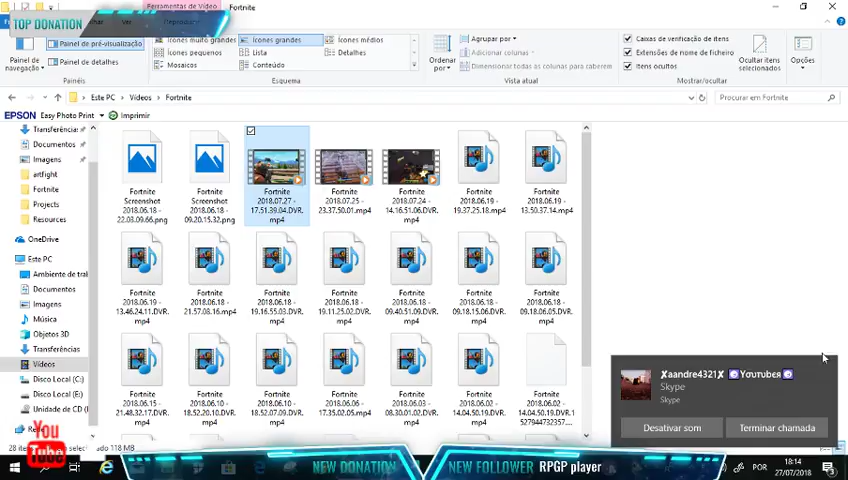 TOP DONATION
Ferramentas de Vídeo
Fortnite
Ver
Reproduzir
Painel de navegação
Painel de pré-visualização
Painel de detalhes
Painéis
Ícones muito grandes
Ícones grandes
Ícones médios
Ícones pequenos
Lista
Detalhes
Mosaicos
Conteúdo
Esquema
Ordenar por
Agrupar por
Adicionar colunas
Dimensionar todas as colunas para caberem
Vista atual
Caixas de verificação de itens
Extensões de nome de ficheiro
Itens ocultos
Ocultar itens selecionados
Mostrar/ocultar
Opções
Este PC
Vídeos
Fortnite
Procurar em Fortnite
EPSON Easy Photo Print
Imprimir
Transferência:
Documentos
Imagens
artfight
Fortnite
Projects
Resources
OneDrive
Este PC
Ambiente de tral
Documentos
Imagens
Música
Objetos 3D
Transferências
Vídeos
Disco Local (C:)
Disco Local (E:)
Unidade de CD (
Fortnite Screenshot 2018.06.18 - 22.03.09.66.png
Fortnite Screenshot 2018.06.18 - 09.20.15.32.png
Fortnite 2018.07.27 - 17.51.39.04.DVR.mp4
Fortnite 2018.07.25 - 23.37.50.01.mp4
Fortnite 2018.07.24 - 14.16.51.06.DVR.mp4
Fortnite 2018.06.19 - 19.37.25.18.mp4
Fortnite 2018.06.19 - 13.50.37.14.mp4
Fortnite 2018.06.19 - 13.46.24.11.DVR.mp4
Fortnite 2018.06.18 - 21.57.08.16.mp4
Fortnite 2018.06.18 - 19.16.55.03.DVR.mp4
Fortnite 2018.06.18 - 19.11.25.02.DVR.mp4
Fortnite 2018.06.18 - 09.40.51.09.DVR.mp4
Fortnite 2018.06.18 - 09.18.15.06.DVR.mp4
Fortnite 2018.06.18 - 09.18.06.05.DVR.mp4
Fortnite 2018.06.15 - 21.48.32.17.DVR.mp4
Fortnite 2018.06.10 - 18.52.20.10.DVR.mp4
Fortnite 2018.06.10 - 18.52.07.09.DVR.mp4
Fortnite 2018.06.06 - 17.35.02.05.mp4
Fortnite 2018.06.03 - 08.30.01.02.DVR.mp4
Fortnite 2018.06.02 - 14.04.50.19.DVR.mp4
Fortnite 2018.06.02 - 14.04.50.19.DVR.mp4.1527944732357....
✘aandre4321✘ Youtuber
Skype
Skype
Desativar som
Terminar chamada
118 MB
You
Tube
NEW DONATION
NEW FOLLOWER RPGP player
POR
18:14
27/07/2018